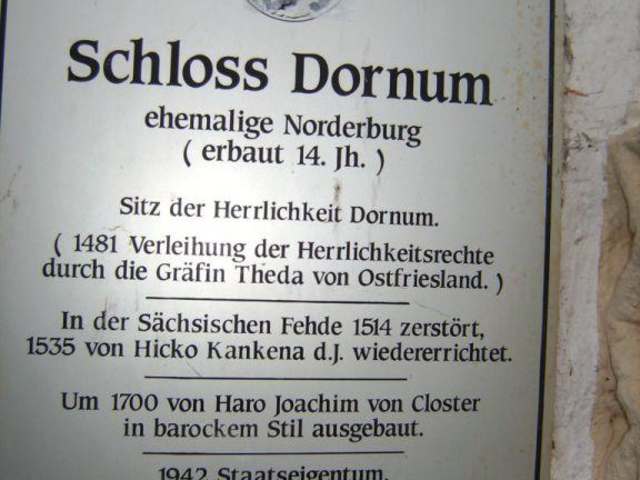 Schloss Dornum
ehemalige Norderburg
( erbaut 14. Jh. )
Sitz der Herrlichkeit Dornum.
( 1481 Verleihung der Herrlichkeitsrechte
durch die Gräfin Theda von Ostfriesland. )
In der Sächsischen Fehde 1514 zerstört,
1535 von Hicko Kankena d.J. wiedererrichtet.
Um 1700 von Haro Joachim von Closter
in barockem Stil ausgebaut.
1942 Staatseigentum.